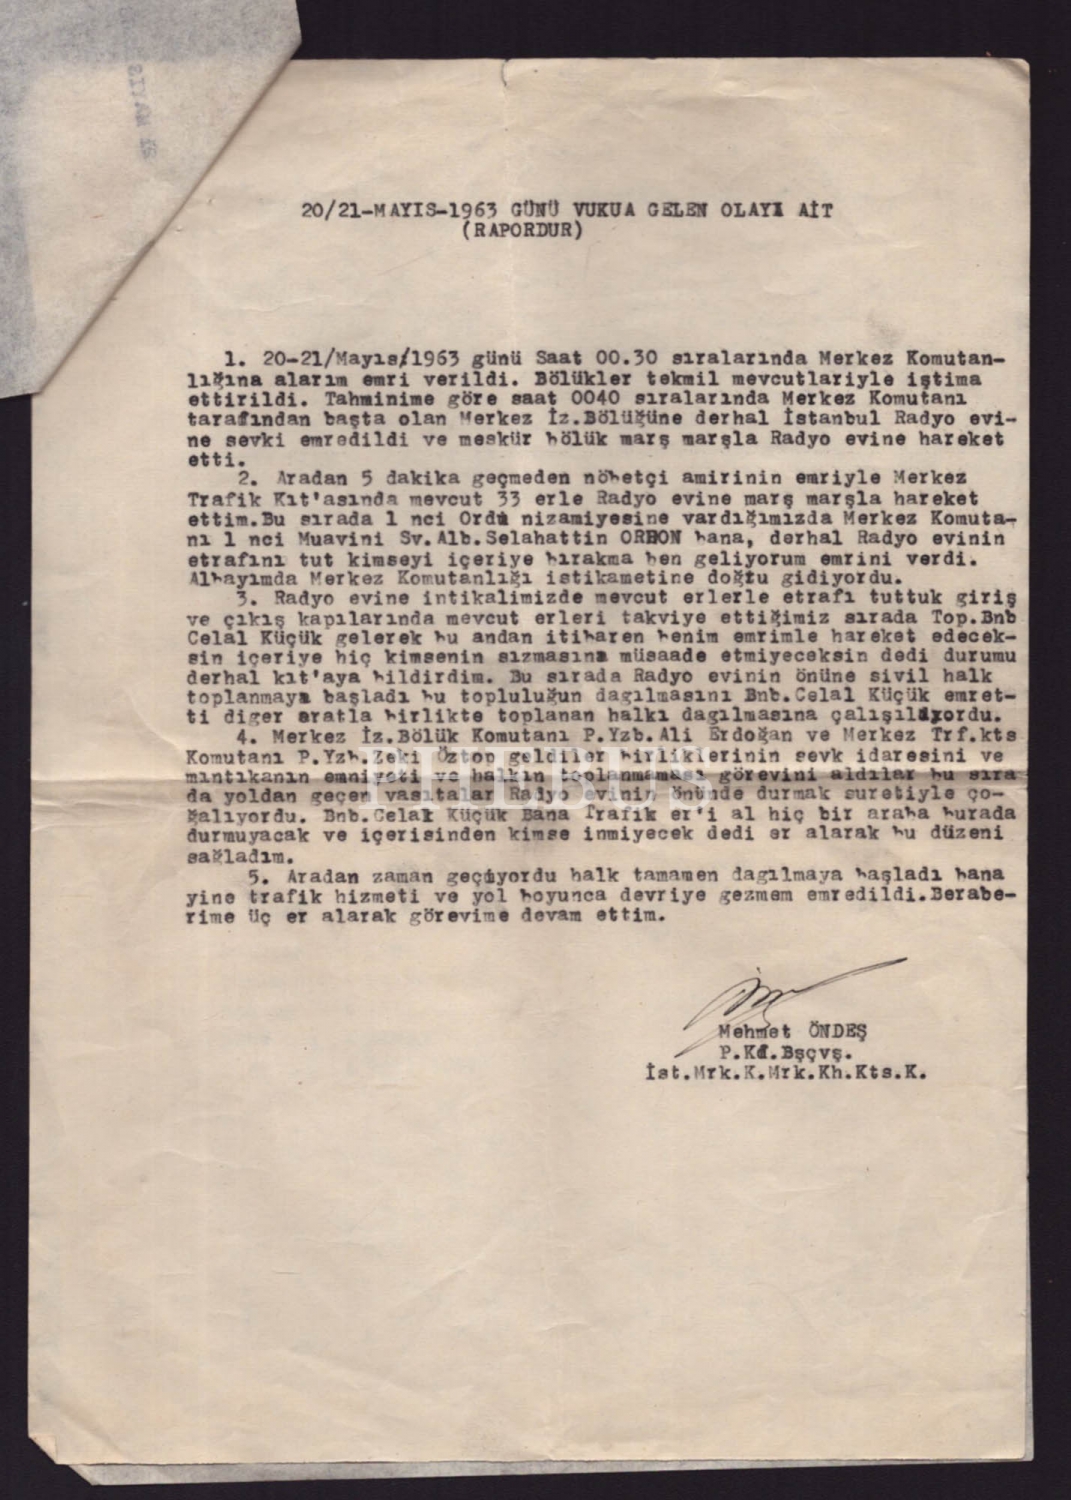 21 MAYIS
20/21-MAYIS-1963 GÜNÜ VUKUA GELEN OLAYA AİT
(RAPORDUR)
1. 20-21/Mayıs/1963 günü Saat 00.30 sıralarında Merkez Komutan-
lığına alarım emri verildi. Bölükler tekmil mevcutlariyle iştima
ettirildi. Tahminime göre saat 0040 sıralarında Merkez Komutanı
tarafından başta olan Merkez İz.Bölüğüne derhal İstanbul Radyo evi-
ne sevki emredildi ve meskür bölük marş marşla Radyo evine hareket
etti.
2. Aradan 5 dakika geçmeden nöbetçi amirinin emriyle Merkez
Trafik Kıt'asında mevcut 33 erle Radyo evine marş marşla hareket
ettim.Bu sırada 1 nci Ordu nizamiyesine vardığımızda Merkez Komuta-
nı 1 nci Muavini Sv.Alb.Selahattin ORBON bana, derhal Radyo evinin
etrafını tut kimseyi içeriye bırakma ben geliyorum emrini verdi.
Albayımda Merkez Komutanlığı istikametine doğtu gidiyordu.
3. Radyo evine intikalimizde mevcut erlerle etrafı tuttuk giriş
ve çıkış kapılarında mevcut erleri takviye ettiğimiz sırada Top.Bnb
Celal Küçük gelerek bu andan itibaren benim emrimle hareket edecek-
sin içeriye hiç kimsenin sızmasına müsaade etmiyeceksin dedi durumu
derhal kıt'aya bildirdim. Bu sırada Radyo evinin önüne sivil halk
toplanmaya başladı bu topluluğun dagılmasını Bnb.Celal Küçük emret-
ti diger eratla birlikte toplanan halkı dagılmasına çalışılıyordu.
4. Merkez İz.Bölük Komutanı P.Yzb.Ali Erdoğan ve Merkez Trf.kts
Komutanı P.Yzb.Zeki Öztop geldiler birliklerinin sevk idaresini ve
mıntıkanın emniyeti ve halkın toplanmaması görevini aldılar bu sıra
da yoldan geçen vasıtalar Radyo evinin önünde durmak suretiyle ço-
ğalıyordu. Bnb.Celal Küçük Bana Trafik er'i al hiç bir araba burada
durmuyacak ve içerisinden kimse inmiyecek dedi er alarak bu düzeni
sağladım.
5. Aradan zaman geçiyordu halk tamamen dagılmaya başladı bana
yine trafik hizmeti ve yol boyunca devriye gezmem emredildi.Berabe-
rime üç er alarak görevime devam ettim.
PHEBUS
Mehmet ÖNDEŞ
P.Kd.Bşçvş.
İst.Mrk.K.Mrk.Kh.Kts.K.